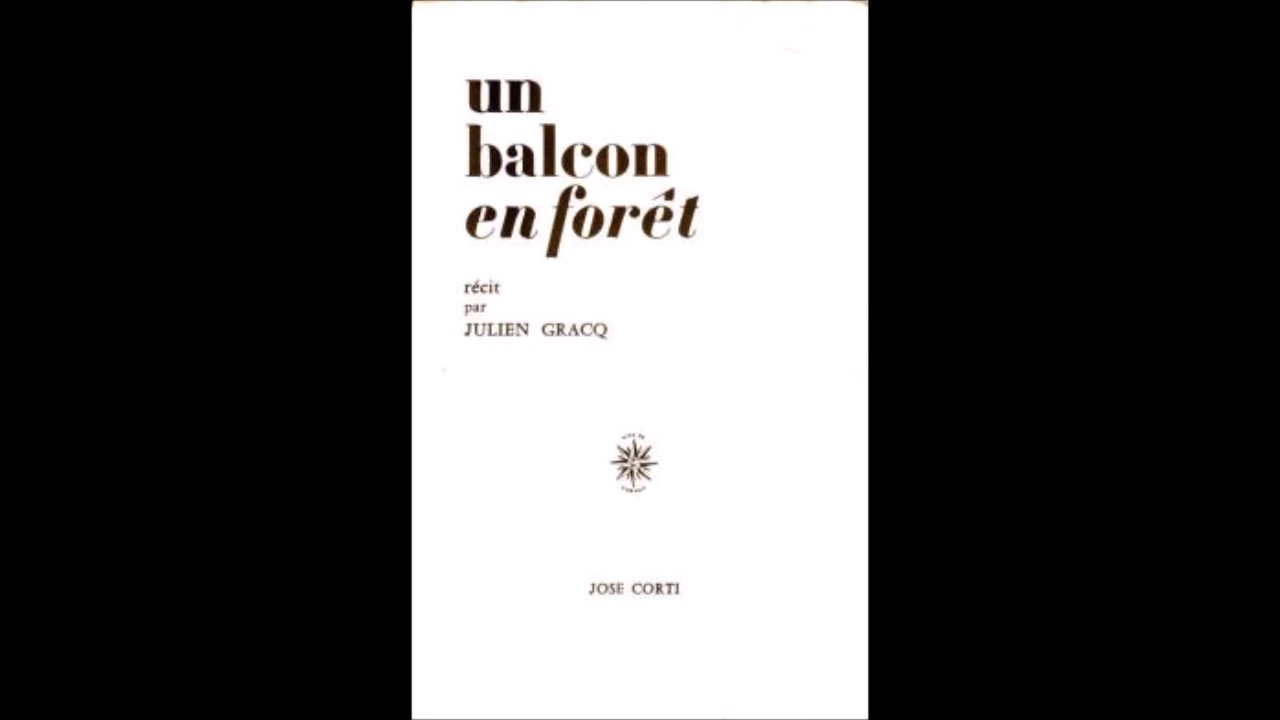 un
balcon
en forêt
récit
par
JULIEN GRACQ
JOSE CORTI